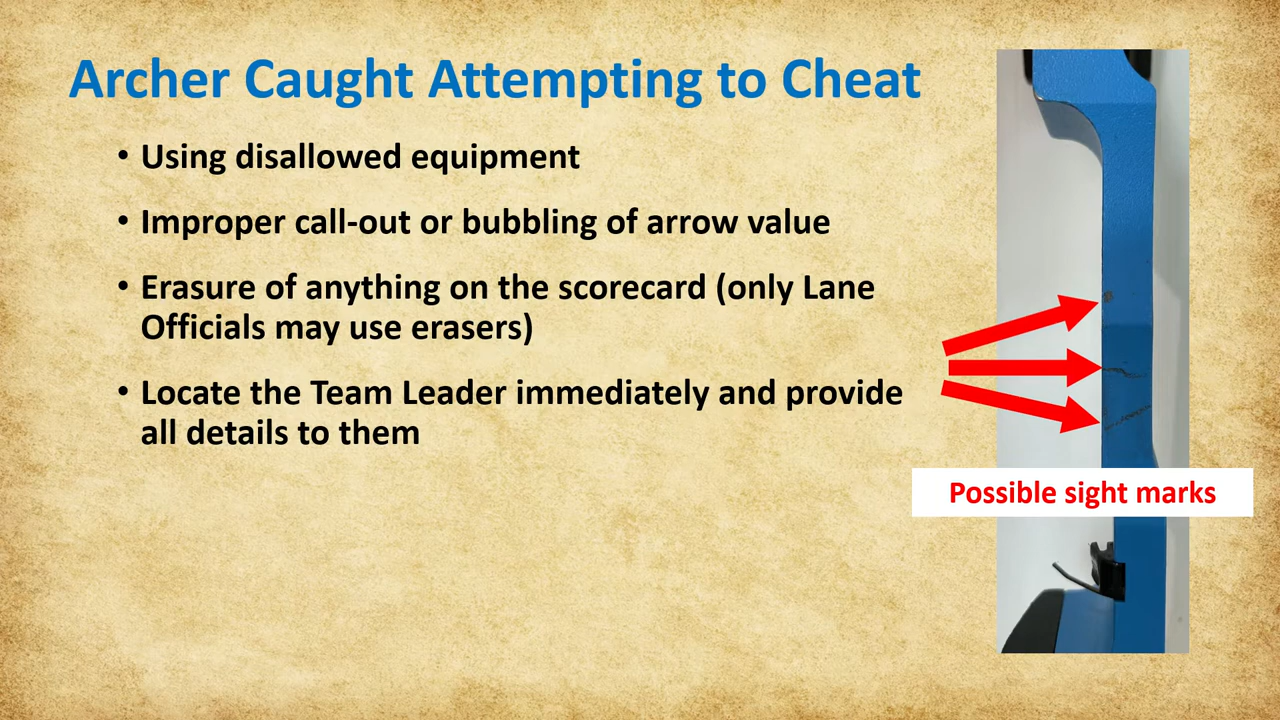 Archer Caught Attempting to Cheat
• Using disallowed equipment
• Improper call-out or bubbling of arrow value
• Erasure of anything on the scorecard (only Lane
Officials may use erasers)
• Locate the Team Leader immediately and provide
all details to them
Possible sight marks